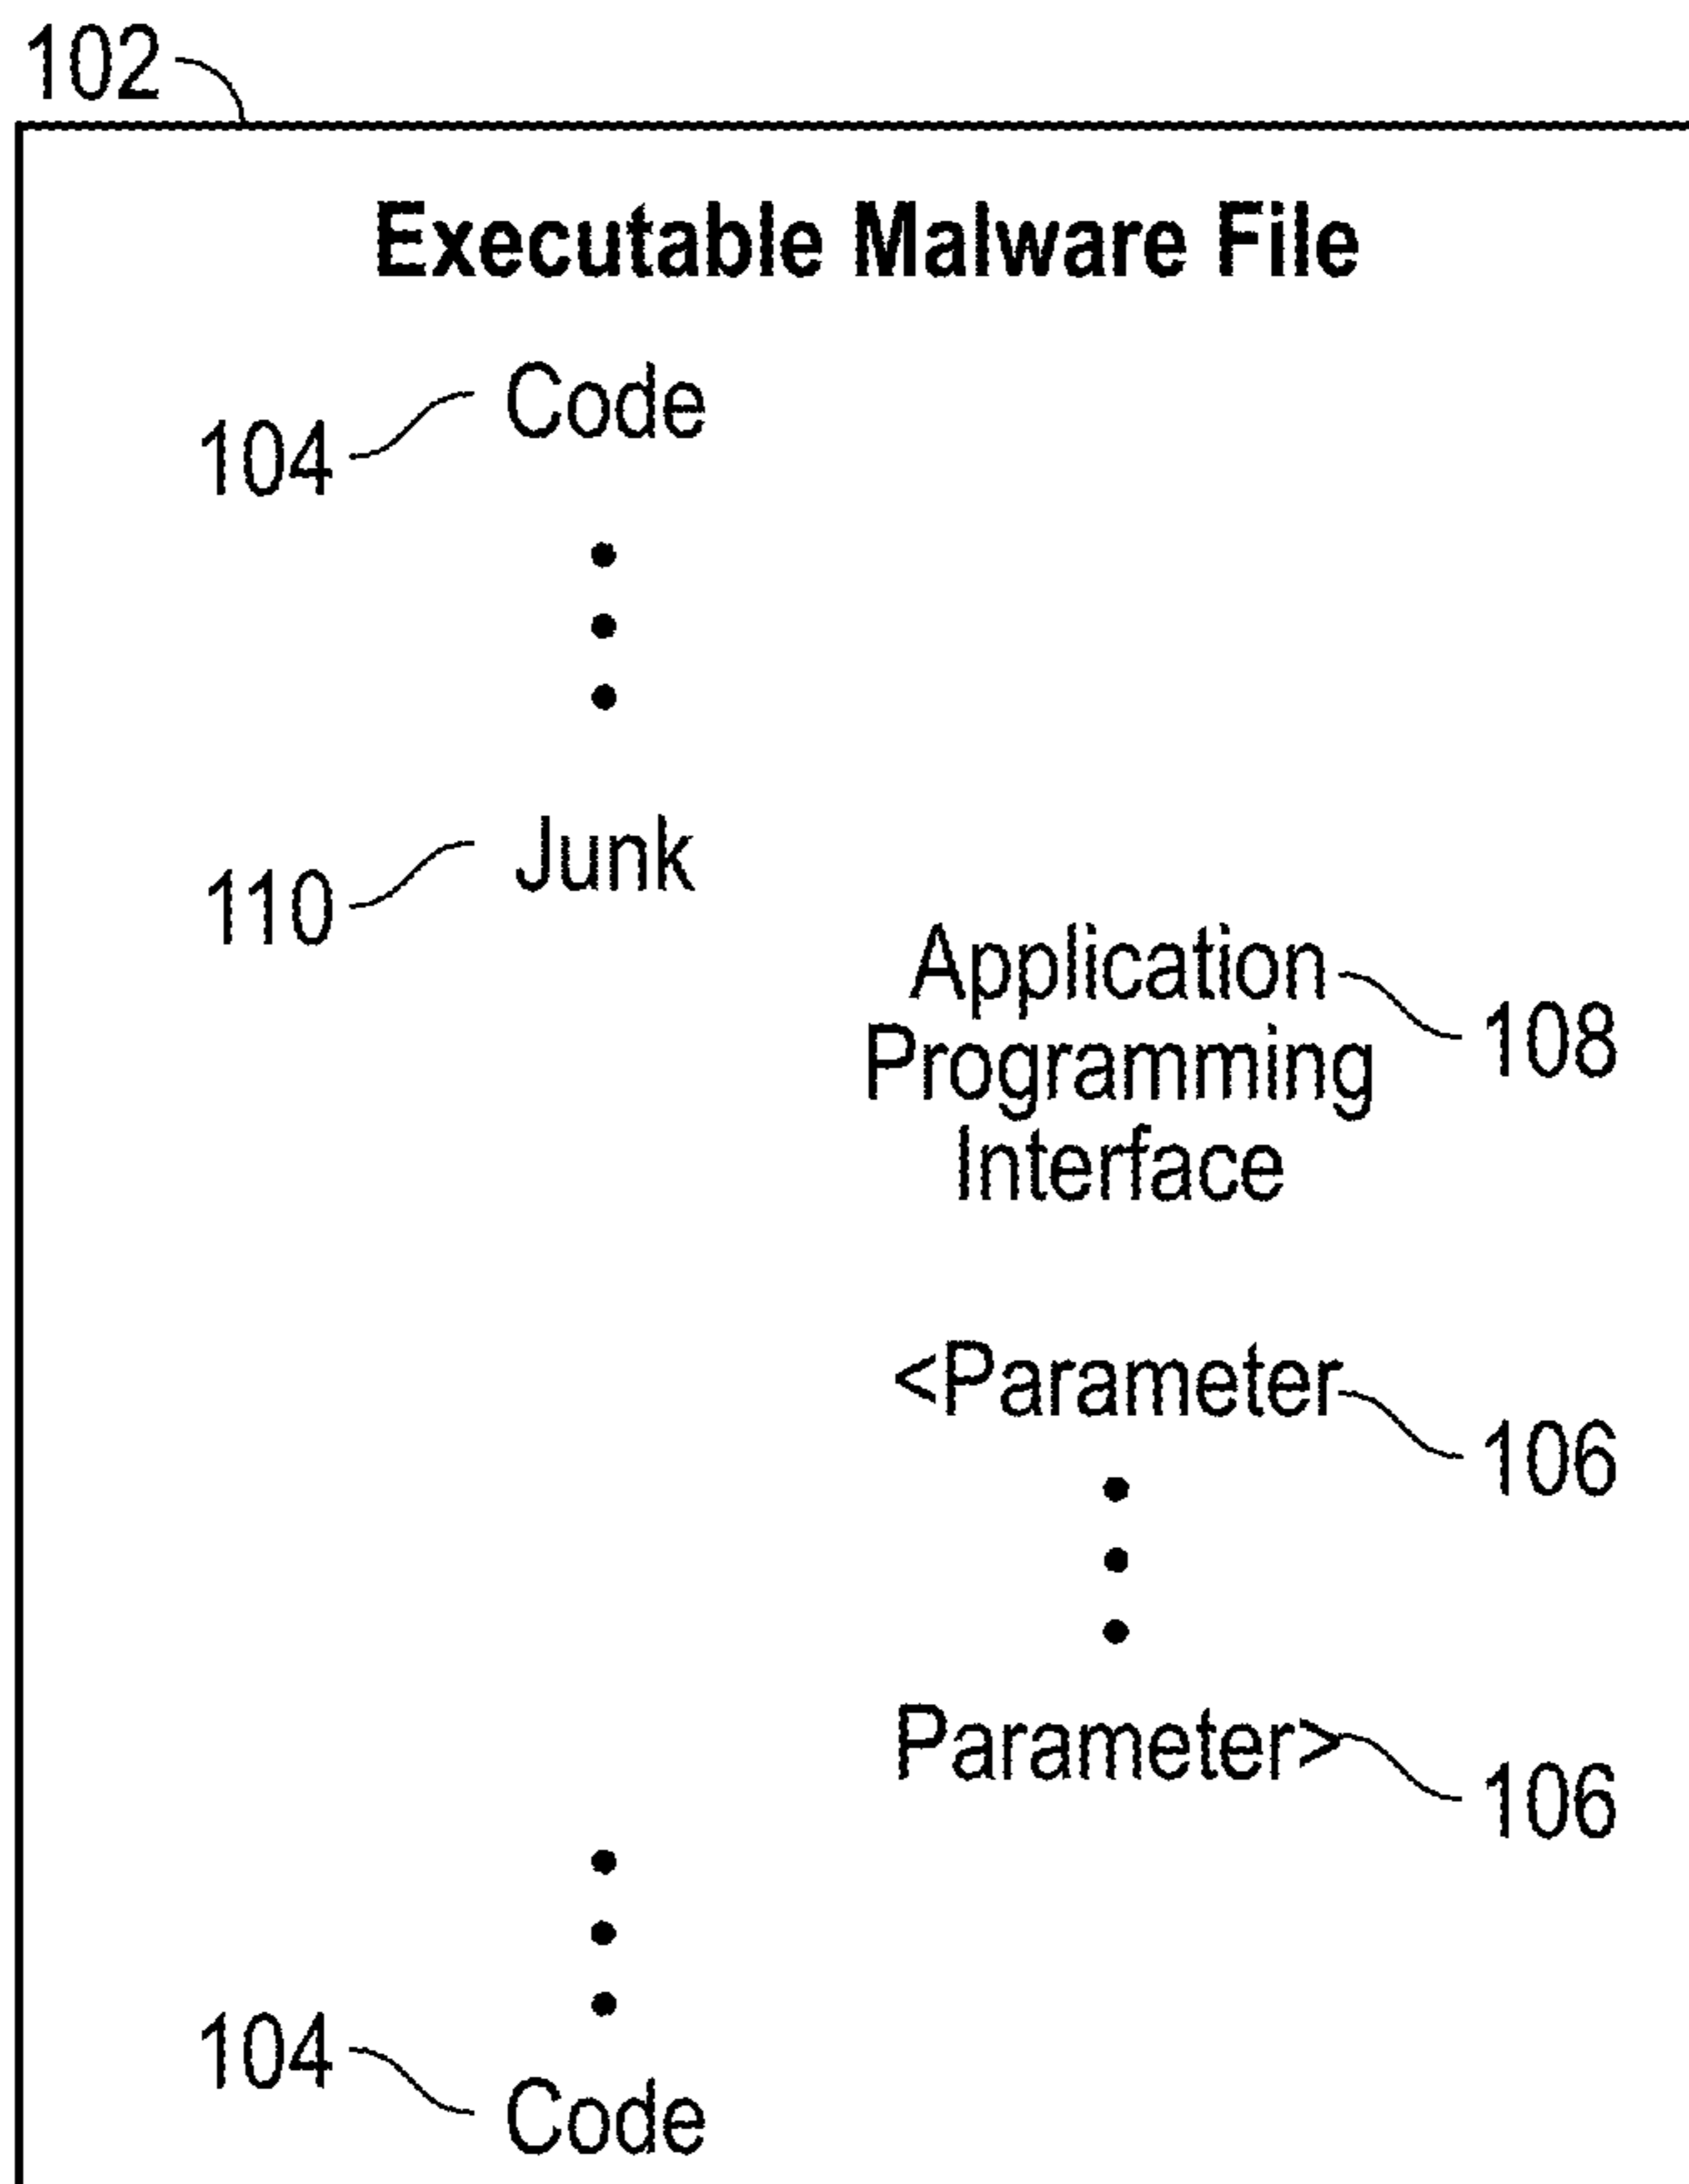 102
Executable Malware File
Code
104
Junk
110
Application
Programming
Interface
108
<Parameter
106
Parameter>
106
104
Code